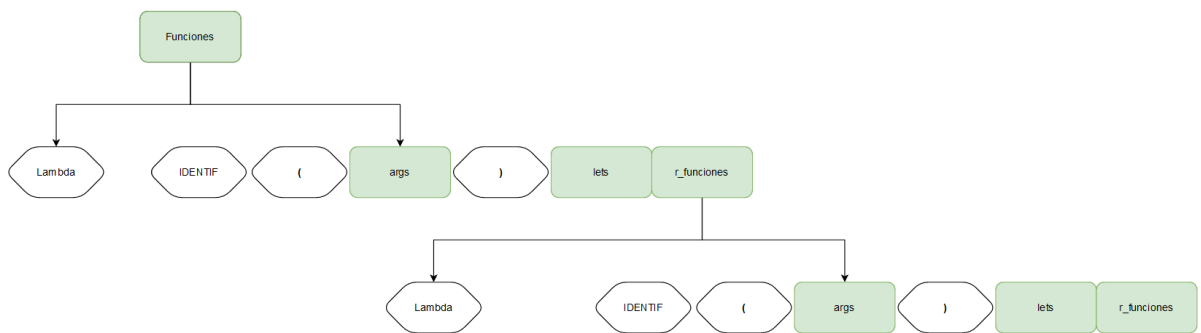 Funciones
Lambda IDENTIF ( args ) lets r_funciones
Lambda IDENTIF ( args ) lets r_funciones